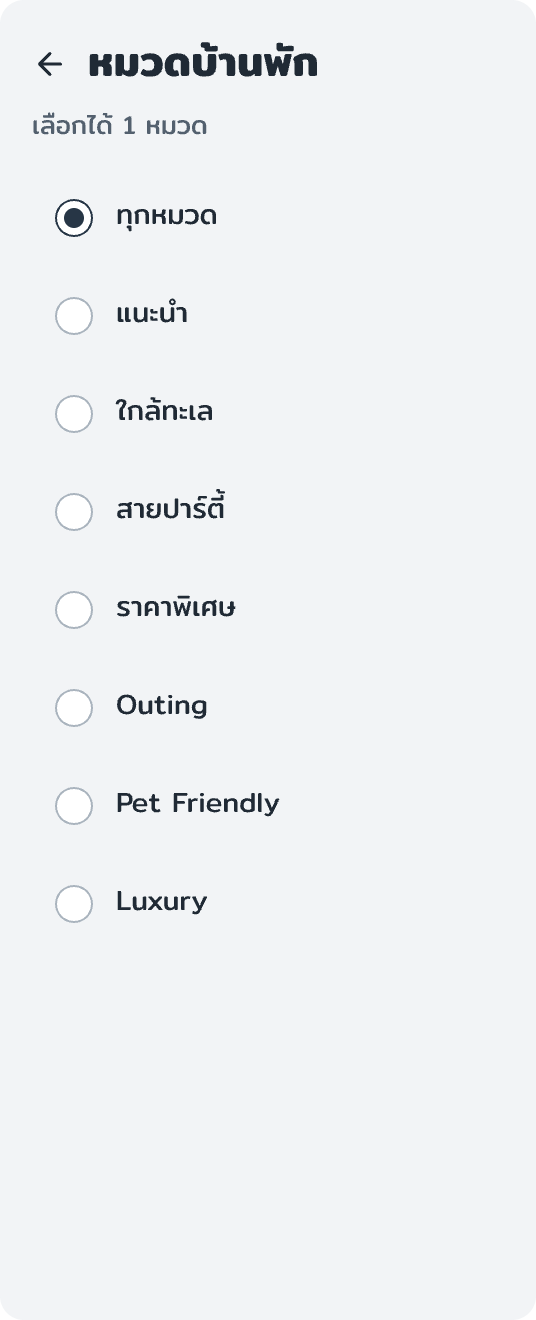 หมวดบ้านพัก
เลือกได้ 1 หมวด
ทุกหมวด
แนะนำ
ใกล้ทะเล
สายปาร์ตี้
ราคาพิเศษ
Outing
Pet Friendly
Luxury